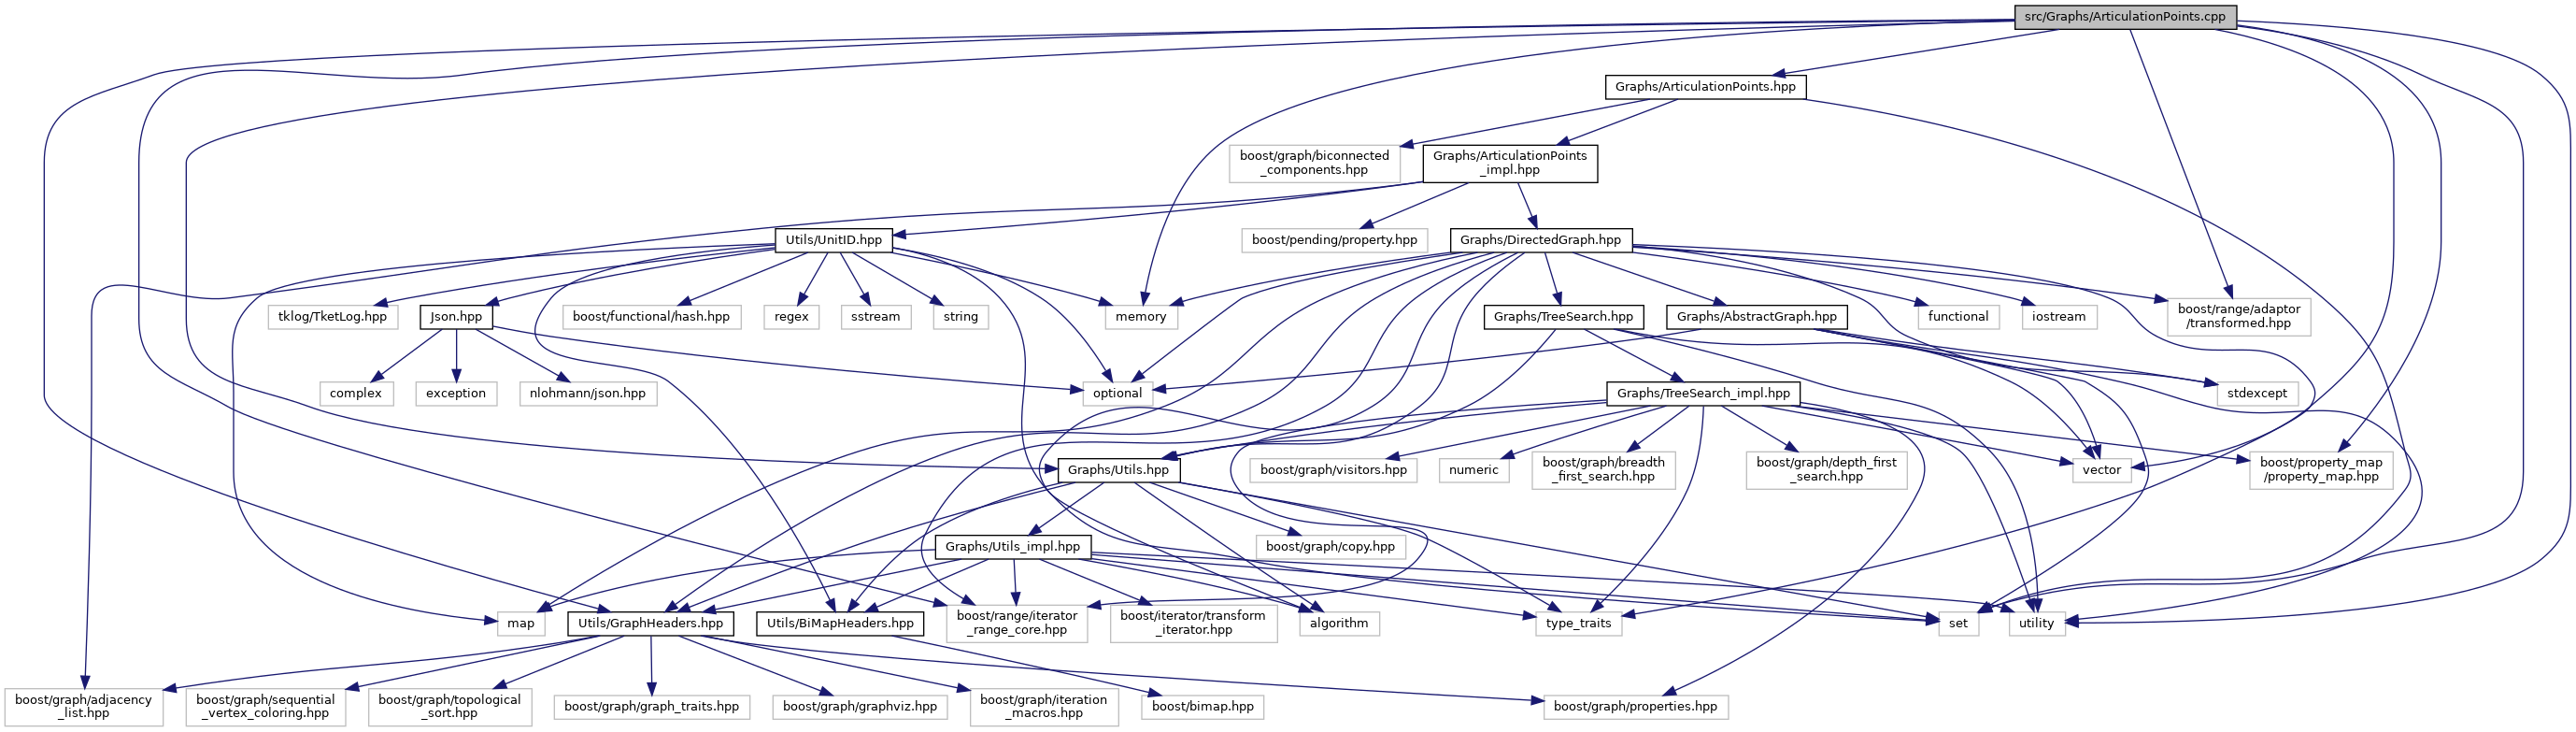 src/Graphs/ArticulationPoints.cpp
Graphs/ArticulationPoints.hpp
boost/graph/biconnected
_components.hpp
Graphs/ArticulationPoints
_impl.hpp
Utils/UnitID.hpp
boost/pending/property.hpp
Graphs/DirectedGraph.hpp
tklog/TketLog.hpp
Json.hpp
boost/functional/hash.hpp
regex
sstream
string
memory
Graphs/TreeSearch.hpp
Graphs/AbstractGraph.hpp
functional
iostream
boost/range/adaptor
/transformed.hpp
complex
exception
nlohmann/json.hpp
optional
Graphs/TreeSearch_impl.hpp
stdexcept
Graphs/Utils.hpp
boost/graph/visitors.hpp
numeric
boost/graph/breadth
_first_search.hpp
boost/graph/depth_first
_search.hpp
vector
boost/property_map
/property_map.hpp
Graphs/Utils_impl.hpp
boost/graph/copy.hpp
map
Utils/GraphHeaders.hpp
Utils/BiMapHeaders.hpp
boost/range/iterator
_range_core.hpp
boost/iterator/transform
_iterator.hpp
algorithm
type_traits
set
utility
boost/graph/adjacency
_list.hpp
boost/graph/sequential
_vertex_coloring.hpp
boost/graph/topological
_sort.hpp
boost/graph/graph_traits.hpp
boost/graph/graphviz.hpp
boost/graph/iteration
_macros.hpp
boost/bimap.hpp
boost/graph/properties.hpp